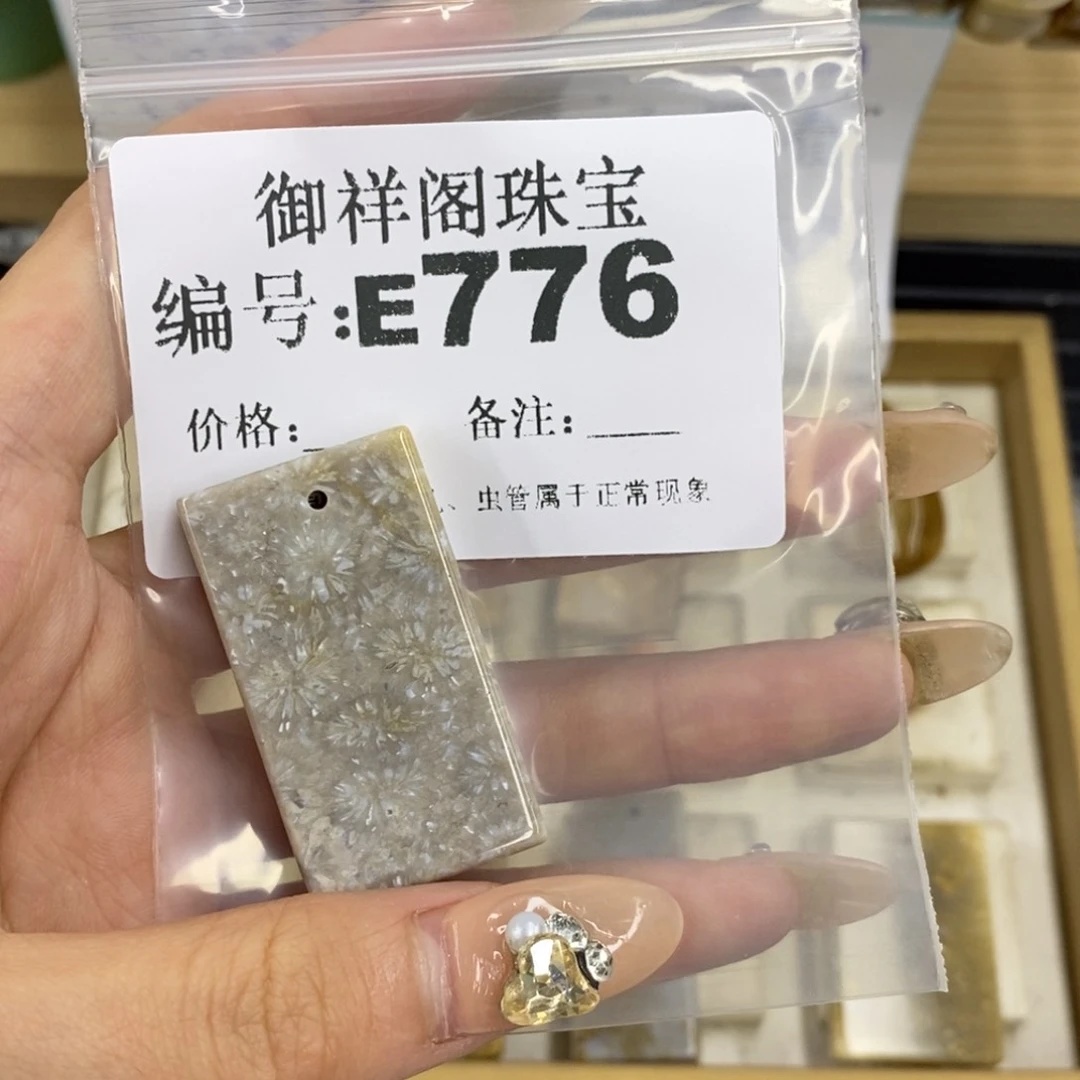 御祥阁珠宝
编号:E776
价格:_ 备注:____
、虫管属于正常现象